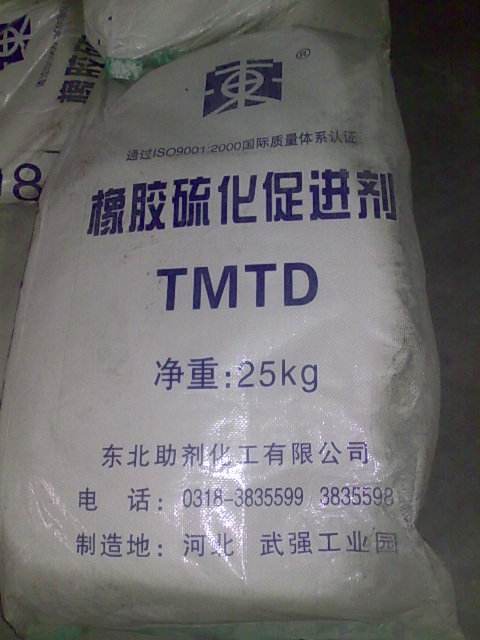 ®
通过ISO9001:2000国际质量体系认证
橡胶硫化促进剂
TMTD
净重:25kg
东北助剂化工有限公司
电 话: 0318-3835599 3835598
制造地: 河北 武强工业园
橡胶
18